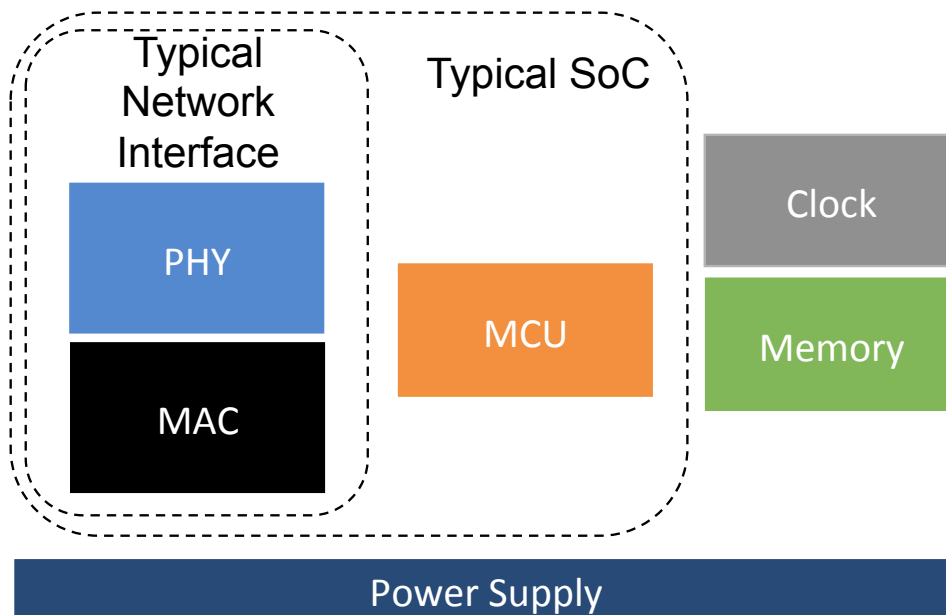 Typical
Network
Interface
Typical SoC
PHY
MAC
MCU
Clock
Memory
Power Supply